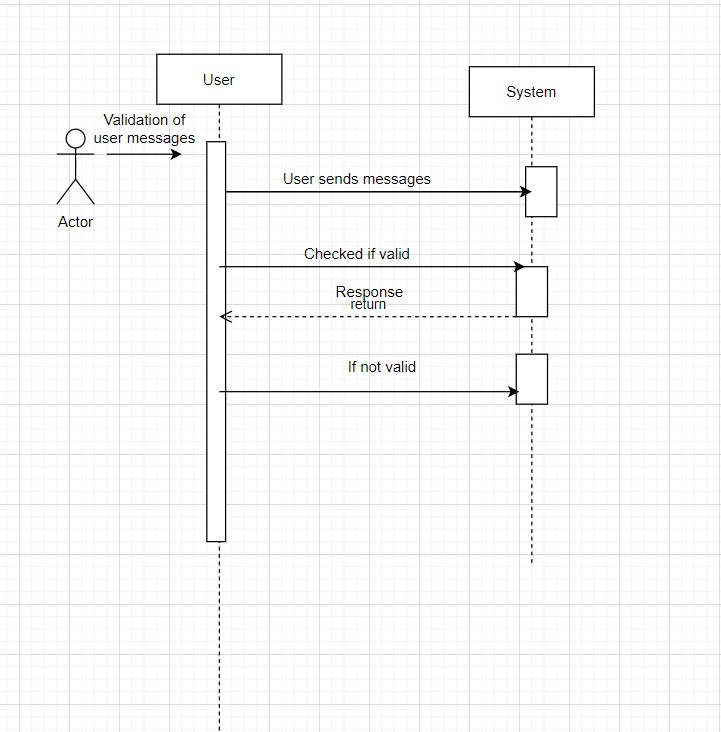 User
System
Validation of
user messages
Actor
User sends messages
Checked if valid
Response
return
If not valid